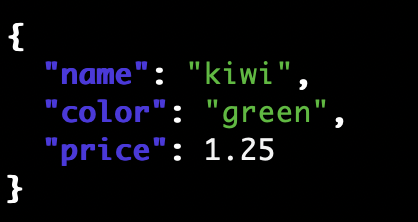 {
  "name": "kiwi",
  "color": "green",
  "price": 1.25
}